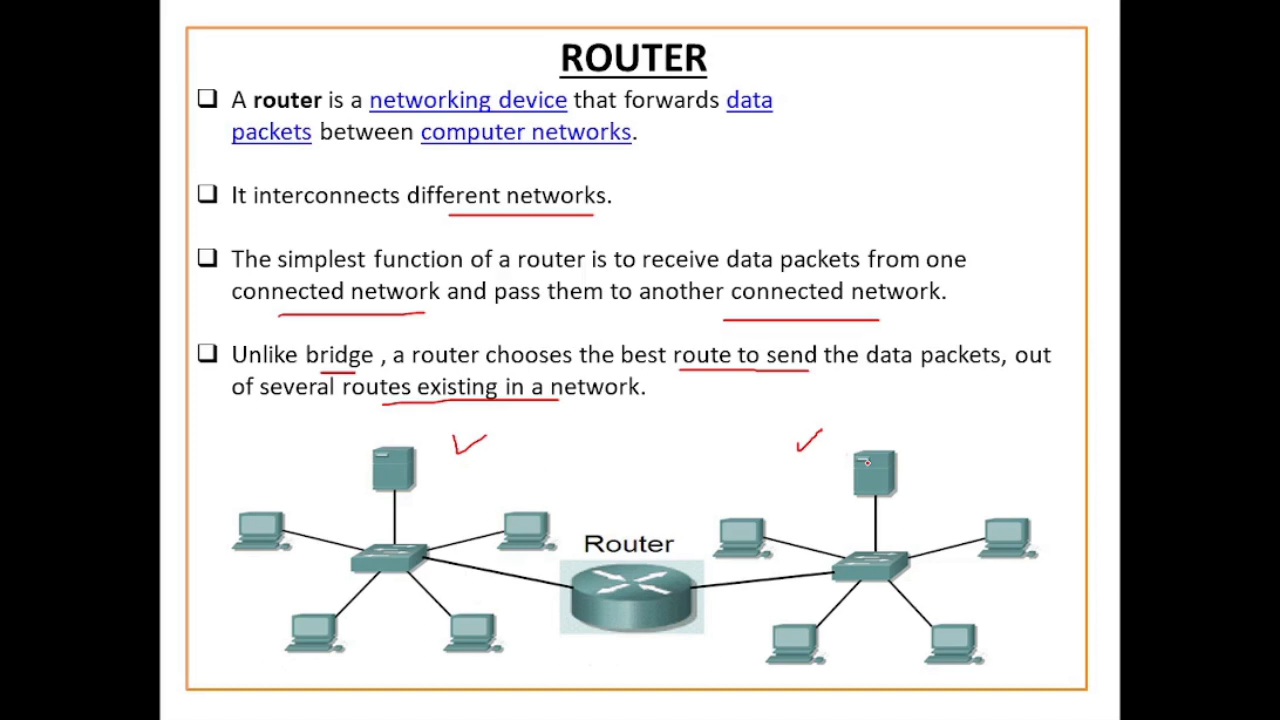 ROUTER
❑ A router is a networking device that forwards data
packets between computer networks.
❑ It interconnects different networks.
❑ The simplest function of a router is to receive data packets from one
connected network and pass them to another connected network.
❑ Unlike bridge , a router chooses the best route to send the data packets, out
of several routes existing in a network.
Router